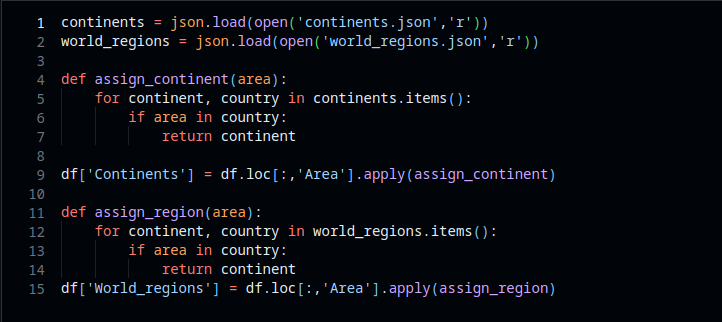 1 continents = json.load(open('continents.json','r'))
2 world_regions = json.load(open('world_regions.json','r'))
3
4 def assign_continent(area):
5     for continent, country in continents.items():
6         if area in country:
7             return continent
8
9 df['Continents'] = df.loc[:,'Area'].apply(assign_continent)
10
11 def assign_region(area):
12     for continent, country in world_regions.items():
13         if area in country:
14             return continent
15 df['World_regions'] = df.loc[:,'Area'].apply(assign_region)